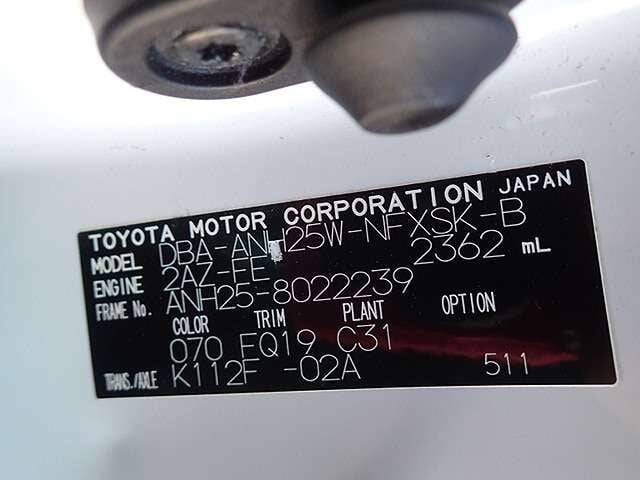 TOYOTA MOTOR CORPORATION JAPAN
MODEL DBA-ANH25W-NFXSK-B
ENGINE 2AZ-FE 2362 mL
FRAME No. ANH25-8022239
COLOR TRIM PLANT OPTION
070 FQ19 C31
TRANS./AXLE K112F -02A 511